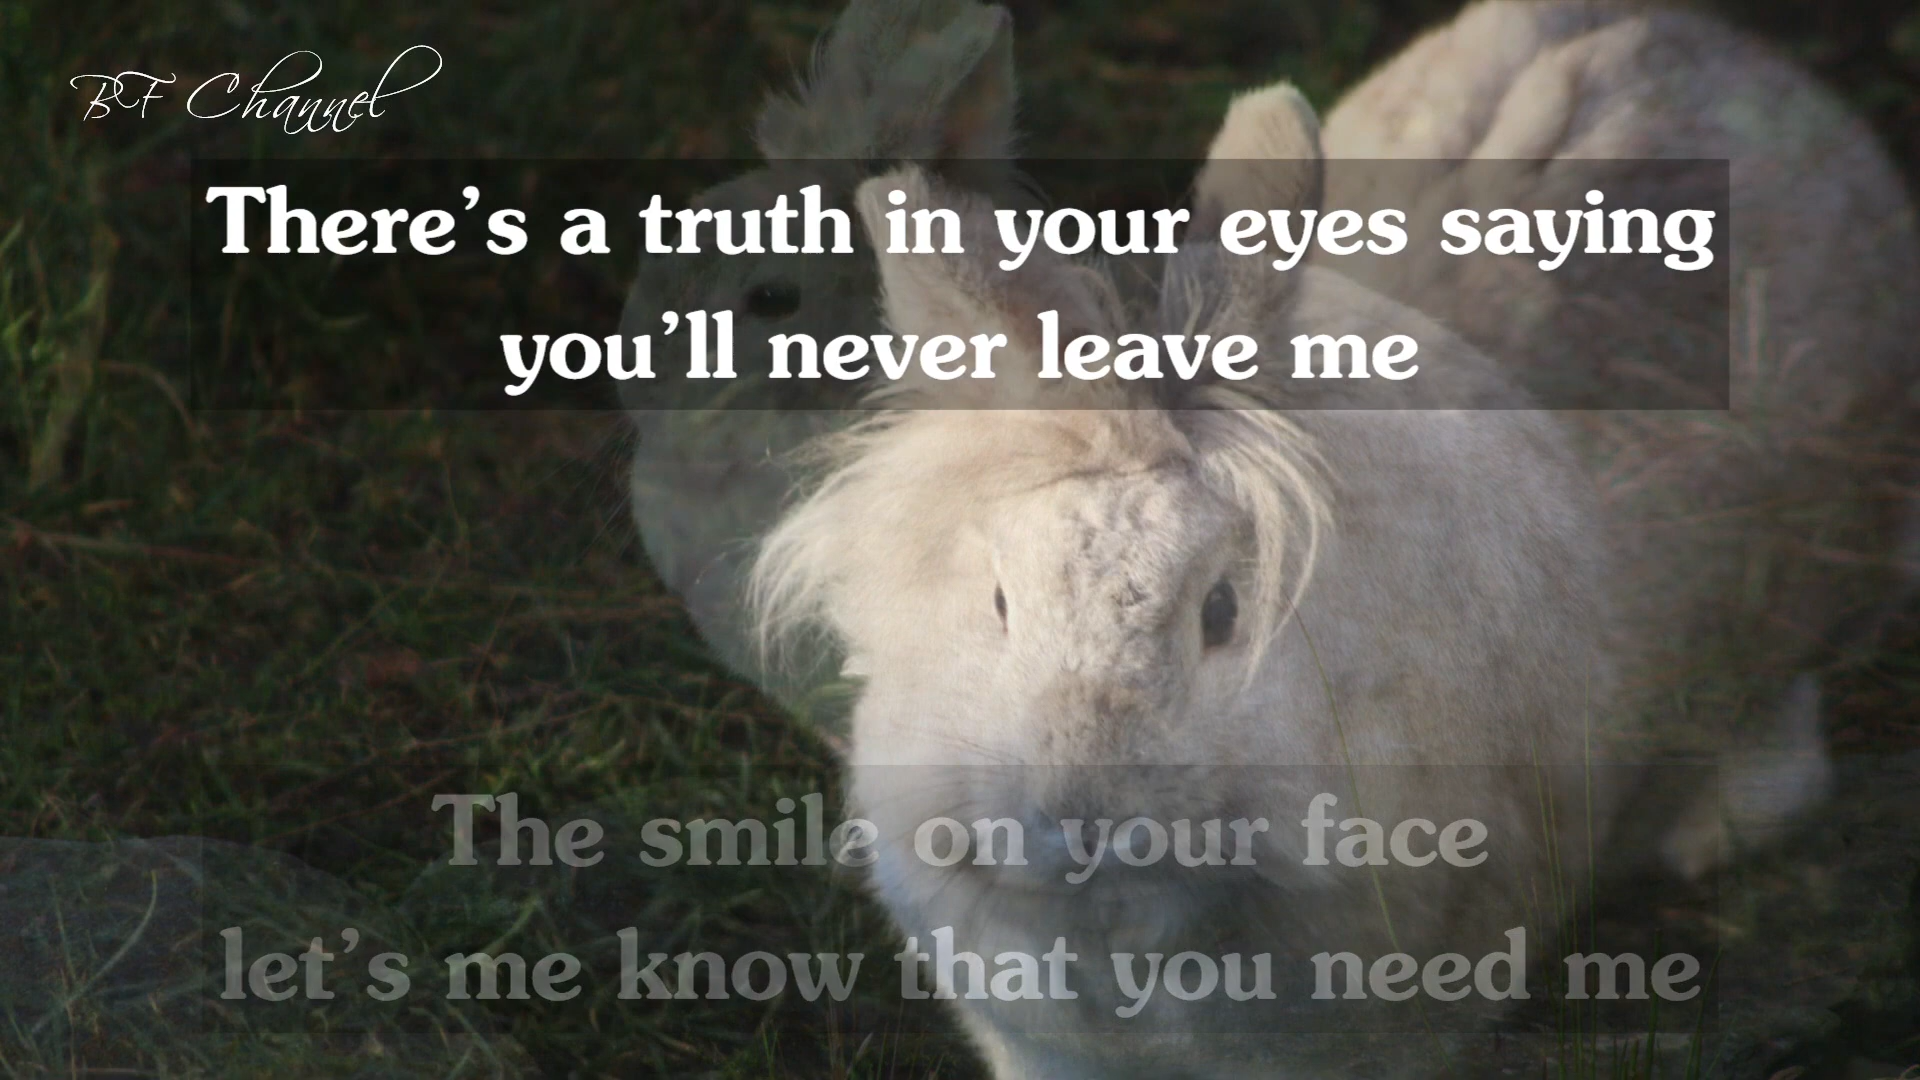 BF Channel
There's a truth in your eyes saying
you'll never leave me
The smile on your face
let's me know that you need me